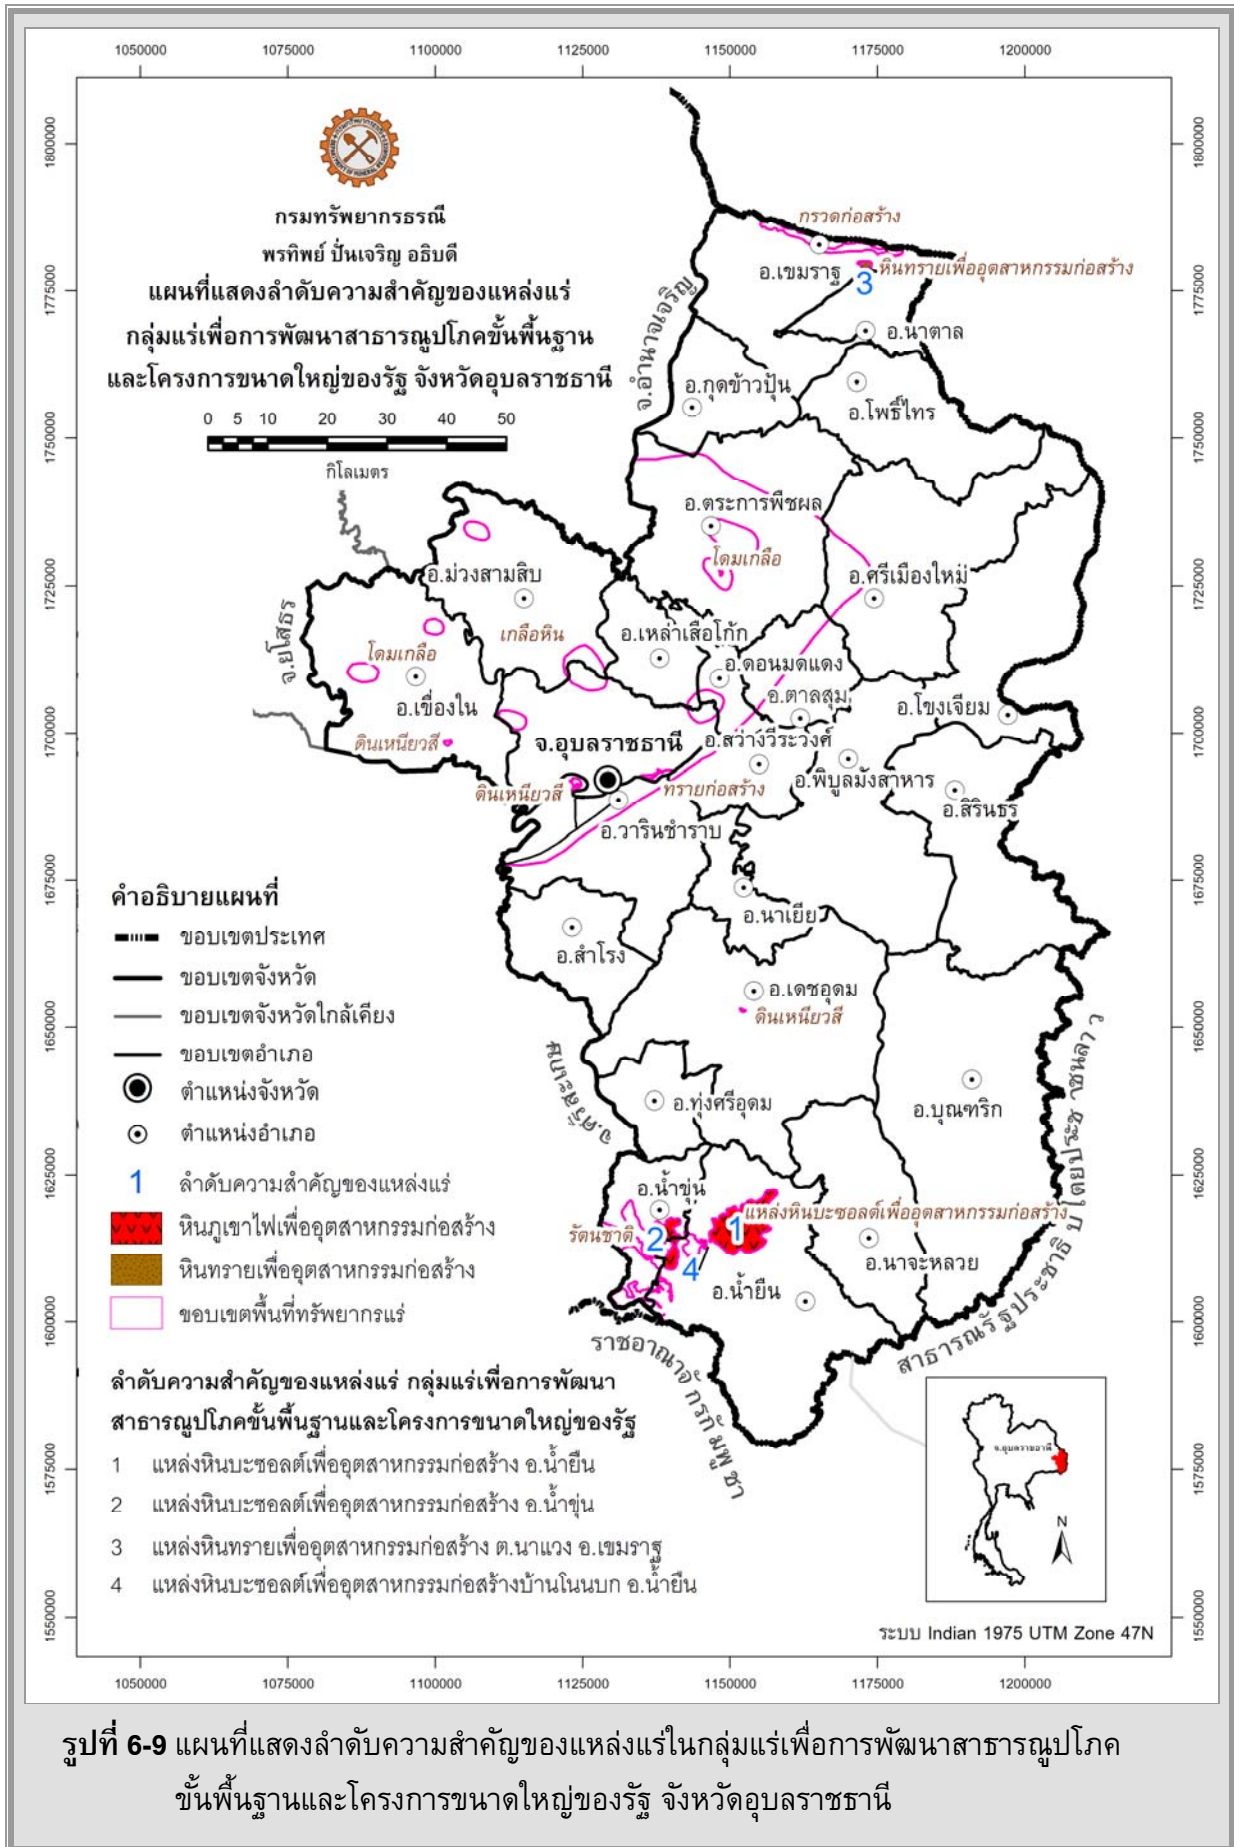 1050000 1075000 1100000 1125000 1150000 1175000 1200000
1800000 1775000 1750000 1725000 1700000 1675000 1650000 1625000 1600000 1575000 1550000
กรมทรัพยากรธรณี
พรทิพย์ ปั่นเจริญ อธิบดี
แผนที่แสดงลำดับความสำคัญของแหล่งแร่
กลุ่มแร่เพื่อการพัฒนาสาธารณูปโภคขั้นพื้นฐาน
และโครงการขนาดใหญ่ของรัฐ จังหวัดอุบลราชธานี
0 5 10 20 30 40 50
กิโลเมตร
กรวดก่อสร้าง
อ.เขมราฐ
หินทรายเพื่ออุตสาหกรรมก่อสร้าง
3
อ.นาตาล
จ.อำนาจเจริญ
อ.กุดข้าวปุ้น
อ.โพธิ์ไทร
อ.ตระการพืชผล
โดมเกลือ
อ.ศรีเมืองใหม่
อ.ม่วงสามสิบ
เกลือหิน
อ.เหล่าเสือโก้ก
อ.ดอนมดแดง
จ.ยโสธร
โดมเกลือ
อ.เขื่องใน
อ.ตาลสุม
อ.โขงเจียม
ดินเหนียวสี
จ.อุบลราชธานี
อ.สว่างวีระวงศ์
อ.พิบูลมังสาหาร
ดินเหนียวสี
ทรายก่อสร้าง
อ.สิรินธร
อ.วารินชำราบ
อ.นาเยีย
อ.สำโรง
อ.เดชอุดม
ดินเหนียวสี
จ.ศรีสะเกษ
อ.ทุ่งศรีอุดม
อ.บุณฑริก
อ.น้ำขุ่น
รัตนชาติ
2
1
แหล่งหินบะซอลต์เพื่ออุตสาหกรรมก่อสร้าง
4
อ.น้ำยืน
อ.นาจะหลวย
สาธารณรัฐประชาธิปไตยประชาชนลาว
ราชอาณาจักรกัมพูชา
คำอธิบายแผนที่
ขอบเขตประเทศ
ขอบเขตจังหวัด
ขอบเขตจังหวัดใกล้เคียง
ขอบเขตอำเภอ
ตำแหน่งจังหวัด
ตำแหน่งอำเภอ
1 ลำดับความสำคัญของแหล่งแร่
หินภูเขาไฟเพื่ออุตสาหกรรมก่อสร้าง
หินทรายเพื่ออุตสาหกรรมก่อสร้าง
ขอบเขตพื้นที่ทรัพยากรแร่
ลำดับความสำคัญของแหล่งแร่ กลุ่มแร่เพื่อการพัฒนา
สาธารณูปโภคขั้นพื้นฐานและโครงการขนาดใหญ่ของรัฐ
1 แหล่งหินบะซอลต์เพื่ออุตสาหกรรมก่อสร้าง อ.น้ำยืน
2 แหล่งหินบะซอลต์เพื่ออุตสาหกรรมก่อสร้าง อ.น้ำขุ่น
3 แหล่งหินทรายเพื่ออุตสาหกรรมก่อสร้าง ต.นาแวง อ.เขมราฐ
4 แหล่งหินบะซอลต์เพื่ออุตสาหกรรมก่อสร้างบ้านโนนบก อ.น้ำยืน
จ.อุบลราชธานี
N
ระบบ Indian 1975 UTM Zone 47N
1800000 1775000 1750000 1725000 1700000 1675000 1650000 1625000 1600000 1575000 1550000
1050000 1075000 1100000 1125000 1150000 1175000 1200000
รูปที่ 6-9 แผนที่แสดงลำดับความสำคัญของแหล่งแร่ในกลุ่มแร่เพื่อการพัฒนาสาธารณูปโภค
ขั้นพื้นฐานและโครงการขนาดใหญ่ของรัฐ จังหวัดอุบลราชธานี